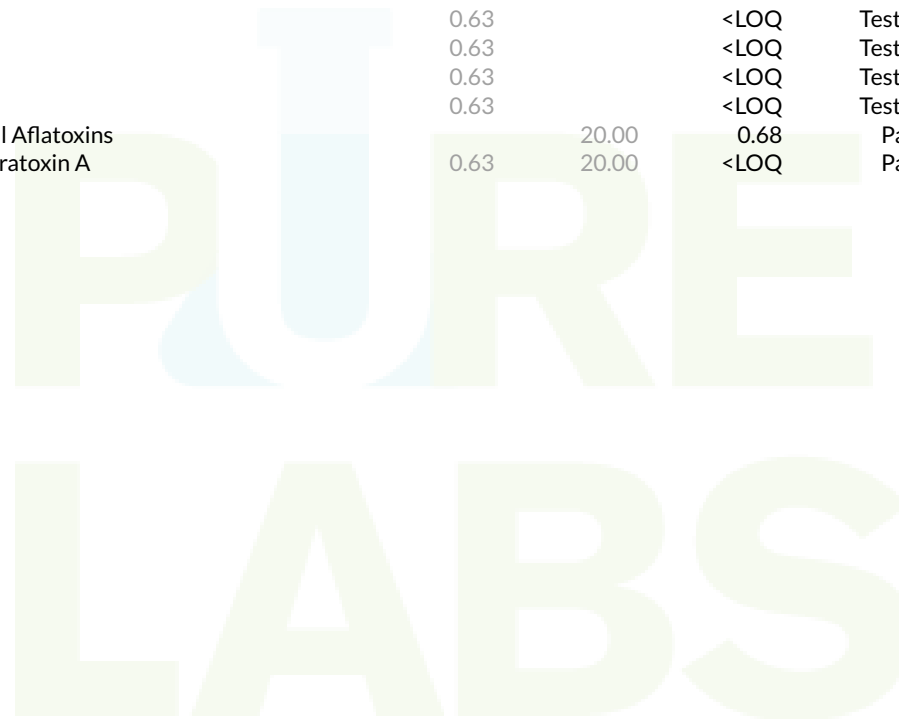 0.63 <LOQ Test
0.63 <LOQ Test
0.63 <LOQ Test
0.63 <LOQ Test
l Aflatoxins 20.00 0.68 Pa
ratoxin A 0.63 20.00 <LOQ Pa
PURE
LABS